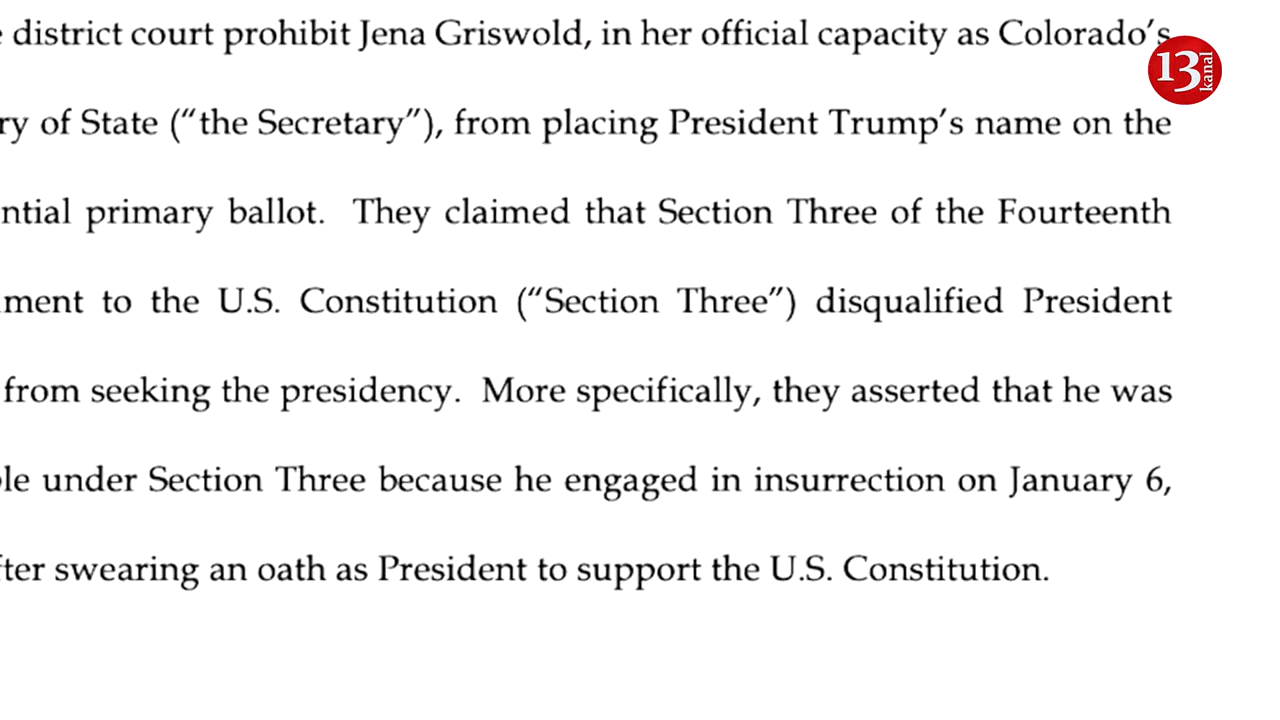 district court prohibit Jena Griswold, in her official capacity as Colorado's
ry of State ("the Secretary"), from placing President Trump's name on the
ntial primary ballot. They claimed that Section Three of the Fourteenth
ment to the U.S. Constitution ("Section Three") disqualified President
from seeking the presidency. More specifically, they asserted that he was
le under Section Three because he engaged in insurrection on January 6,
ter swearing an oath as President to support the U.S. Constitution.
13 kanal